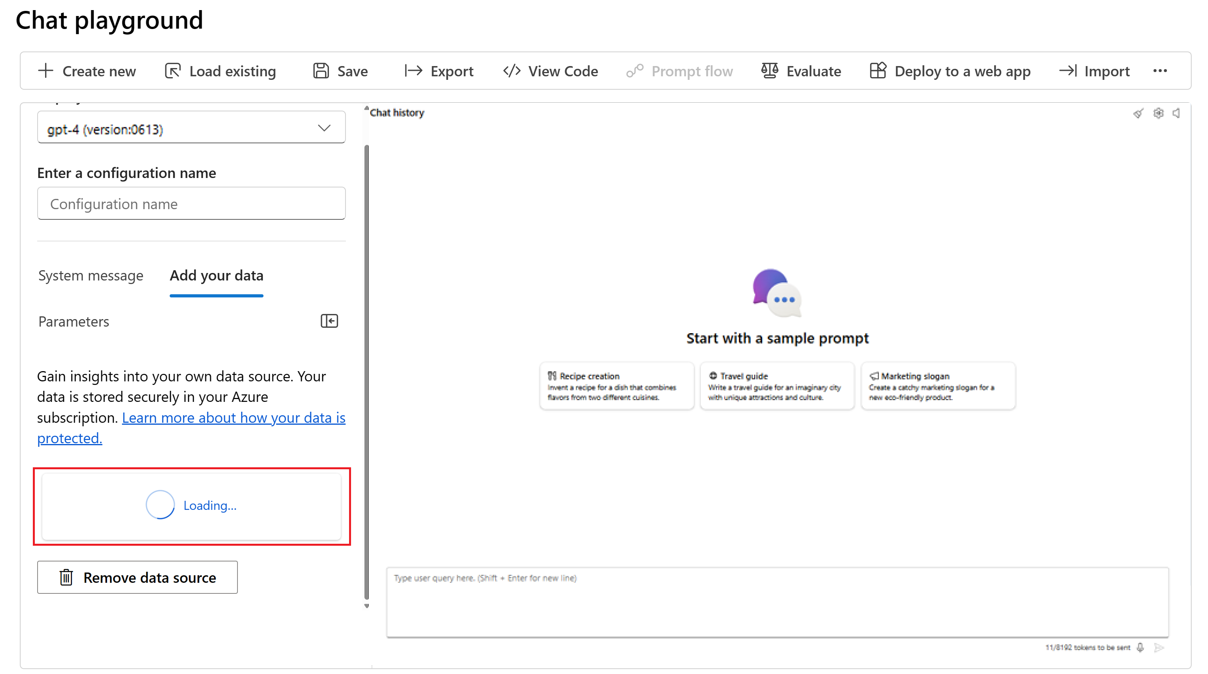 Chat playground
Create new
Load existing
Save
Export
View Code
Prompt flow
Evaluate
Deploy to a web app
Import
gpt-4 (version:0613)
Enter a configuration name
Configuration name
System message
Add your data
Parameters
Gain insights into your own data source. Your
data is stored securely in your Azure
subscription. Learn more about how your data is
protected.
Loading...
Remove data source
Chat history
Start with a sample prompt
Recipe creation
Invent a recipe for a dish that combines
flavors from two different cuisines.
Travel guide
Write a travel guide for an imaginary city
with unique attractions and culture.
Marketing slogan
Create a catchy marketing slogan for a
new eco-friendly product.
Type user query here. (Shift + Enter for new line)
11/8192 tokens to be sent